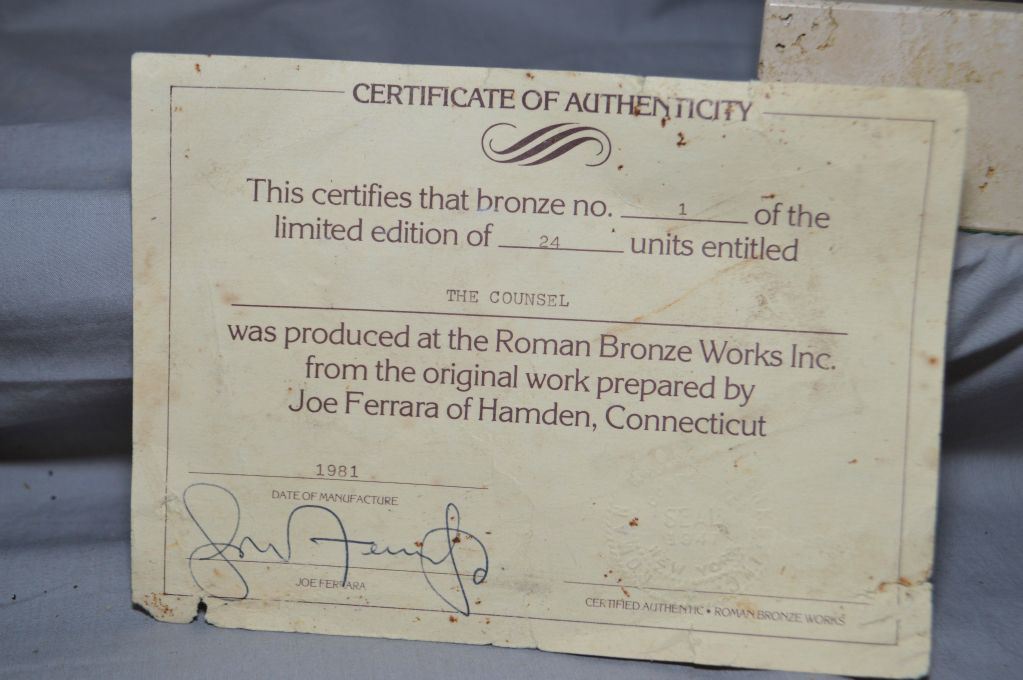 CERTIFICATE OF AUTHENTICITY
This certifies that bronze no. 1 of the
limited edition of 24 units entitled
THE COUNSEL
was produced at the Roman Bronze Works Inc.
from the original work prepared by
Joe Ferrara of Hamden, Connecticut
1981
DATE OF MANUFACTURE
JOE FERRARA
CERTIFIED AUTHENTIC • ROMAN BRONZE WORKS